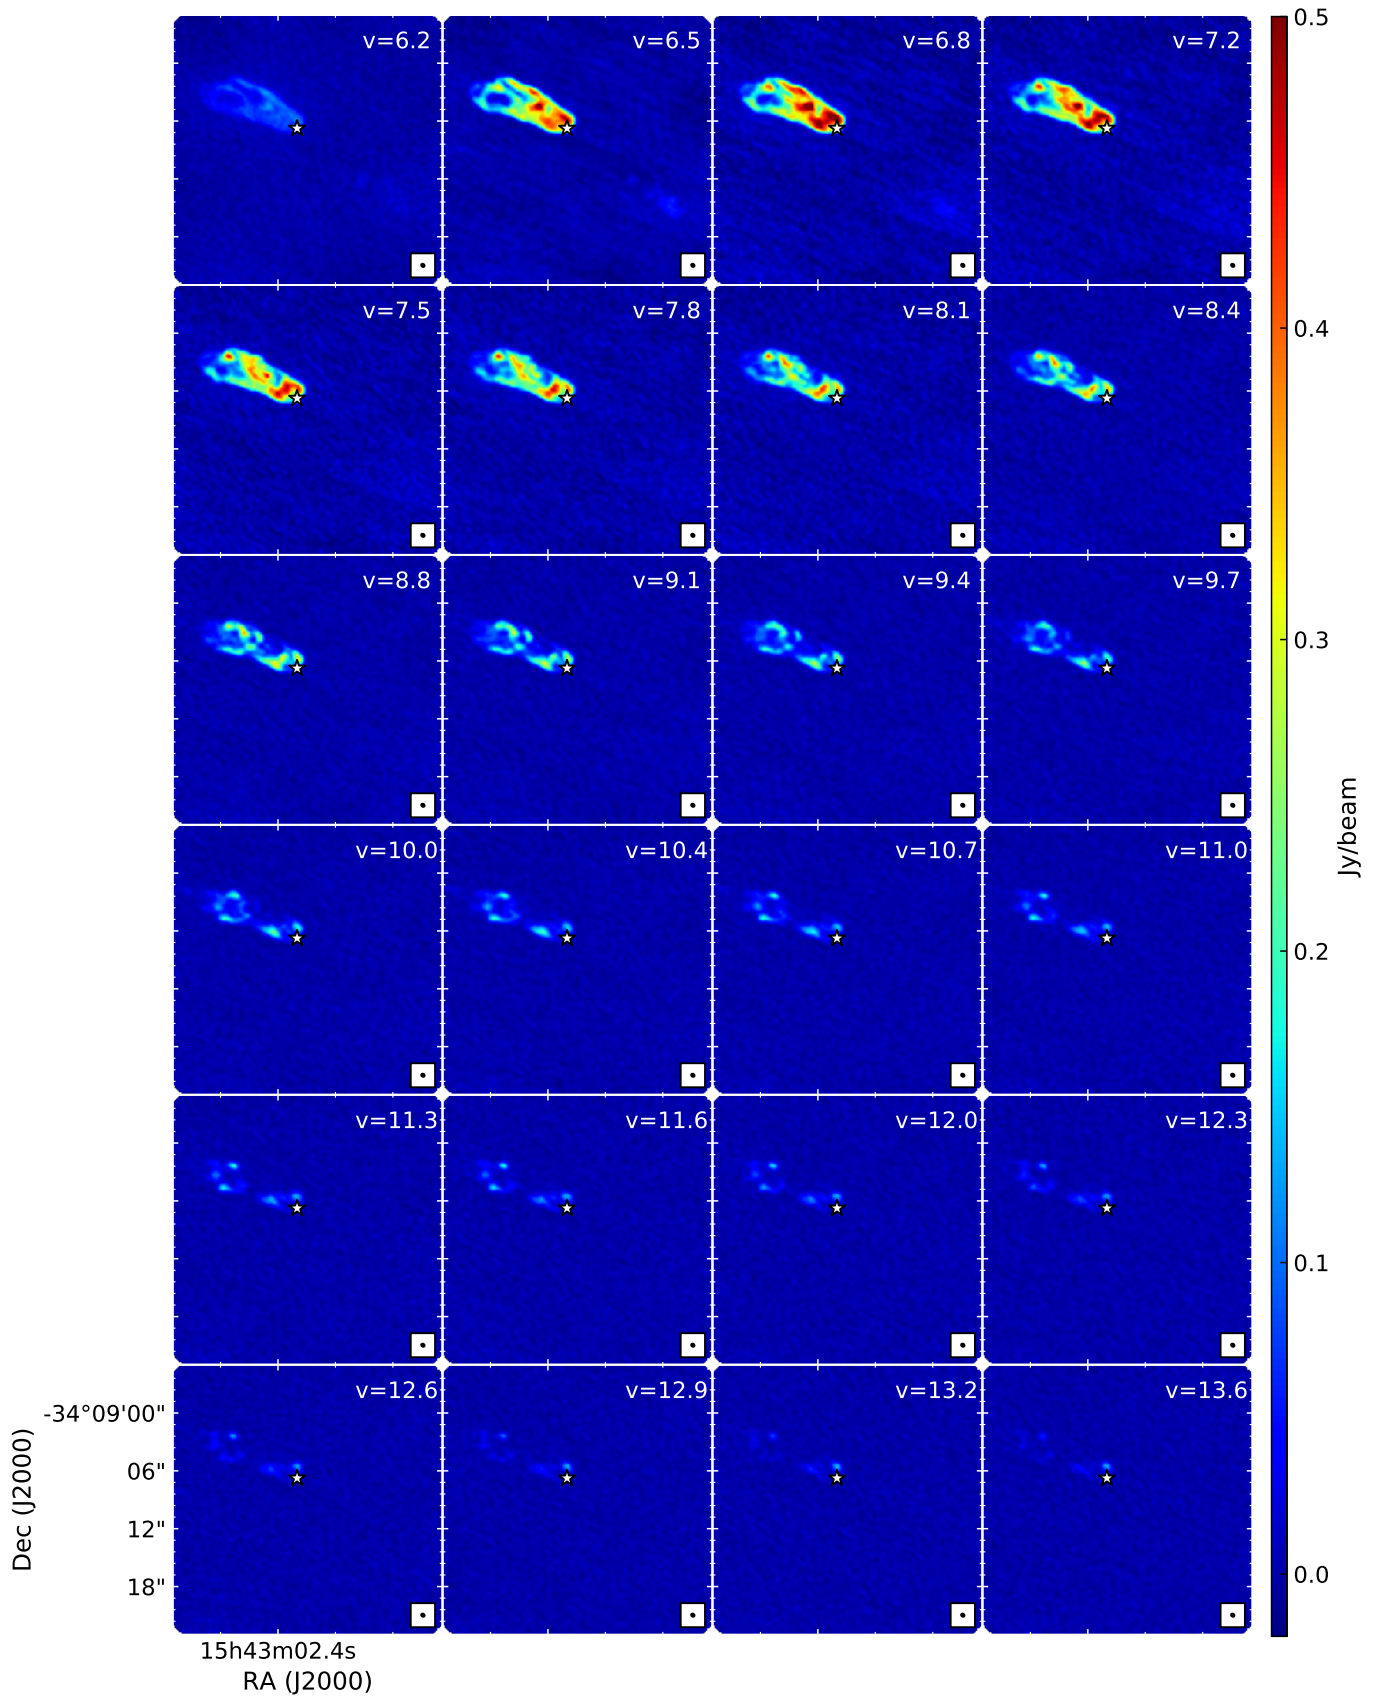 v=6.2
v=6.5
v=6.8
v=7.2
v=7.5
v=7.8
v=8.1
v=8.4
v=8.8
v=9.1
v=9.4
v=9.7
v=10.0
v=10.4
v=10.7
v=11.0
v=11.3
v=11.6
v=12.0
v=12.3
v=12.6
v=12.9
v=13.2
v=13.6
-34°09'00"
06"
12"
18"
Dec (J2000)
15h43m02.4s
RA (J2000)
0.5
0.4
0.3
0.2
0.1
0.0
Jy/beam